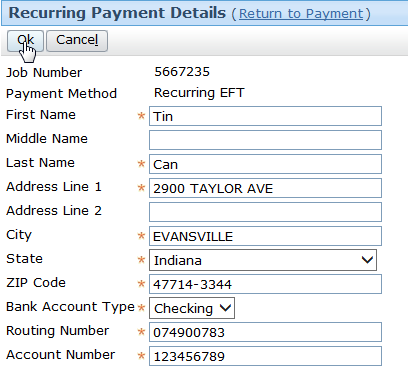 Recurring Payment Details (Return to Payment)
Ok Cancel
Job Number 5667235
Payment Method Recurring EFT
First Name * Tin
Middle Name
Last Name * Can
Address Line 1 * 2900 TAYLOR AVE
Address Line 2
City * EVANSVILLE
State * Indiana
ZIP Code * 47714-3344
Bank Account Type * Checking
Routing Number * 074900783
Account Number * 123456789